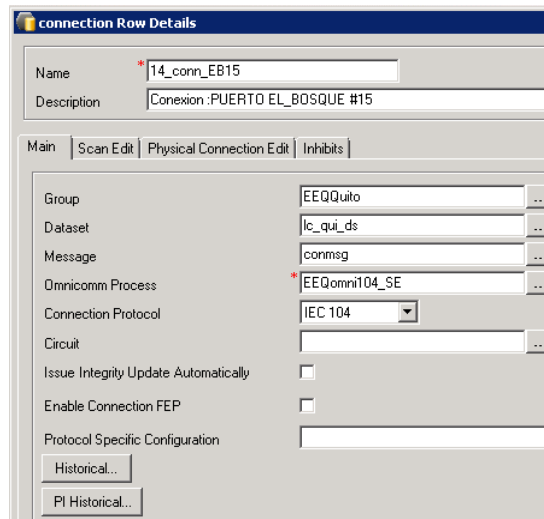 connection Row Details
Name * 14_conn_EB15
Description Conexion :PUERTO EL_BOSQUE #15
Main Scan Edit Physical Connection Edit Inhibits
Group EEQQuito ..
Dataset lc_qui_ds ..
Message conmsg ..
Omnicomm Process * EEQomni104_SE ..
Connection Protocol IEC 104
Circuit ..
Issue Integrity Update Automatically
Enable Connection FEP
Protocol Specific Configuration
Historical...
PI Historical...